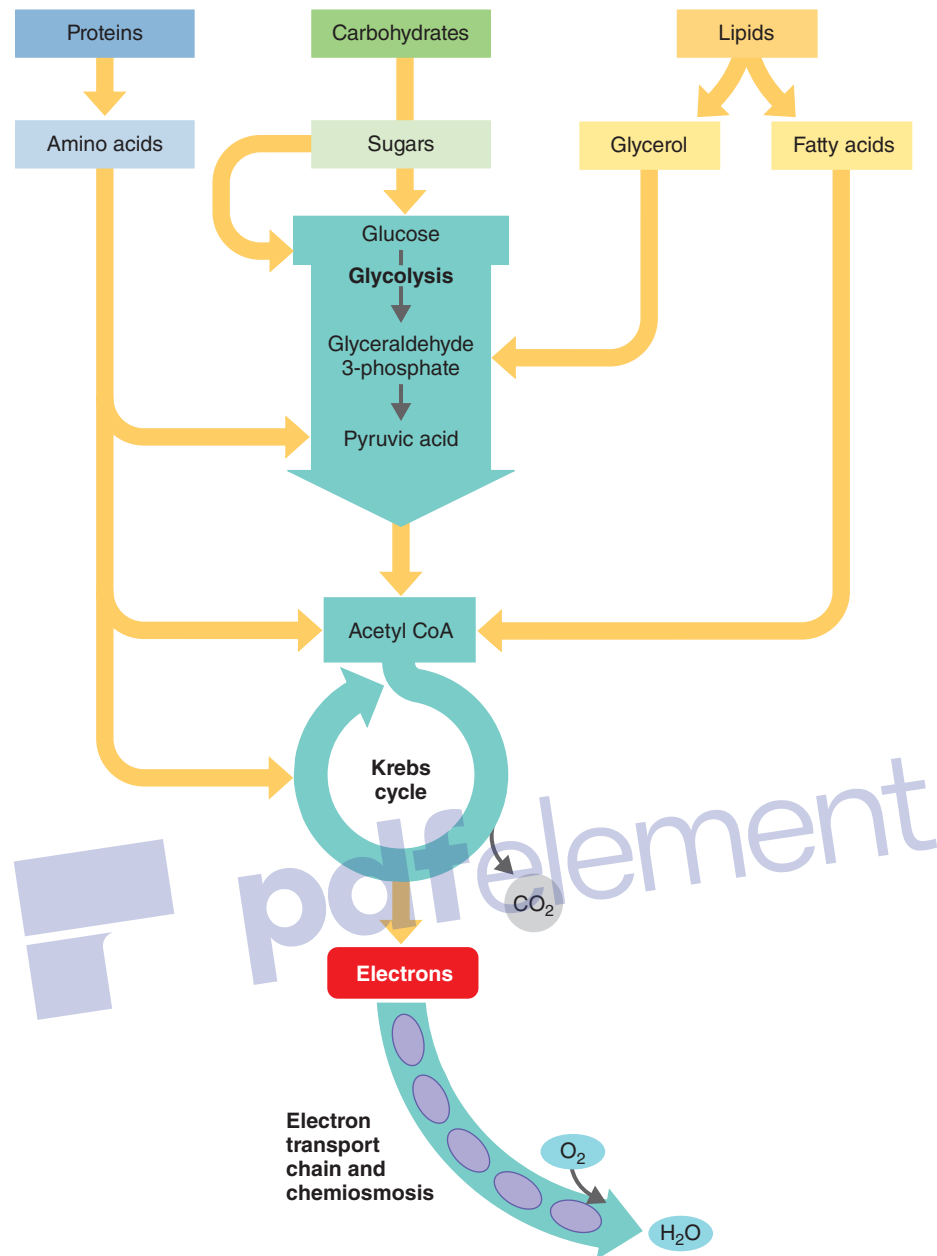 Proteins
Carbohydrates
Lipids
Amino acids
Sugars
Glycerol
Fatty acids
Glucose
Glycolysis
Glyceraldehyde
3-phosphate
Pyruvic acid
Acetyl CoA
Krebs
cycle
CO₂
pdfelement
Electrons
Electron
transport
chain and
chemiosmosis
O₂
H₂O